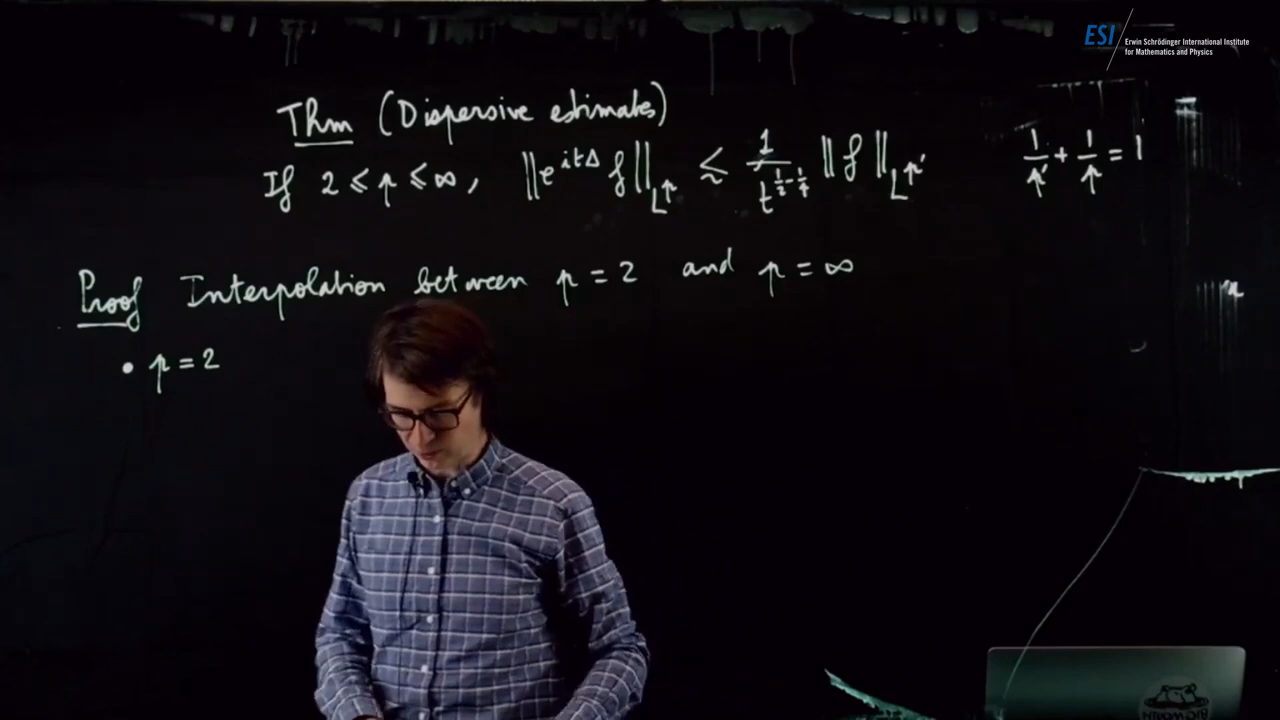 ESI Erwin Schrödinger International Institute
for Mathematics and Physics
Thm (Dispersive estimates)
If 2 ≤ p ≤ ∞, ‖e^{itΔ} f‖_{L^p} ≲ 1/t^{1/2 - 1/p} ‖f‖_{L^{p'}} 1/p' + 1/p = 1
Proof Interpolation between p = 2 and p = ∞
• p = 2